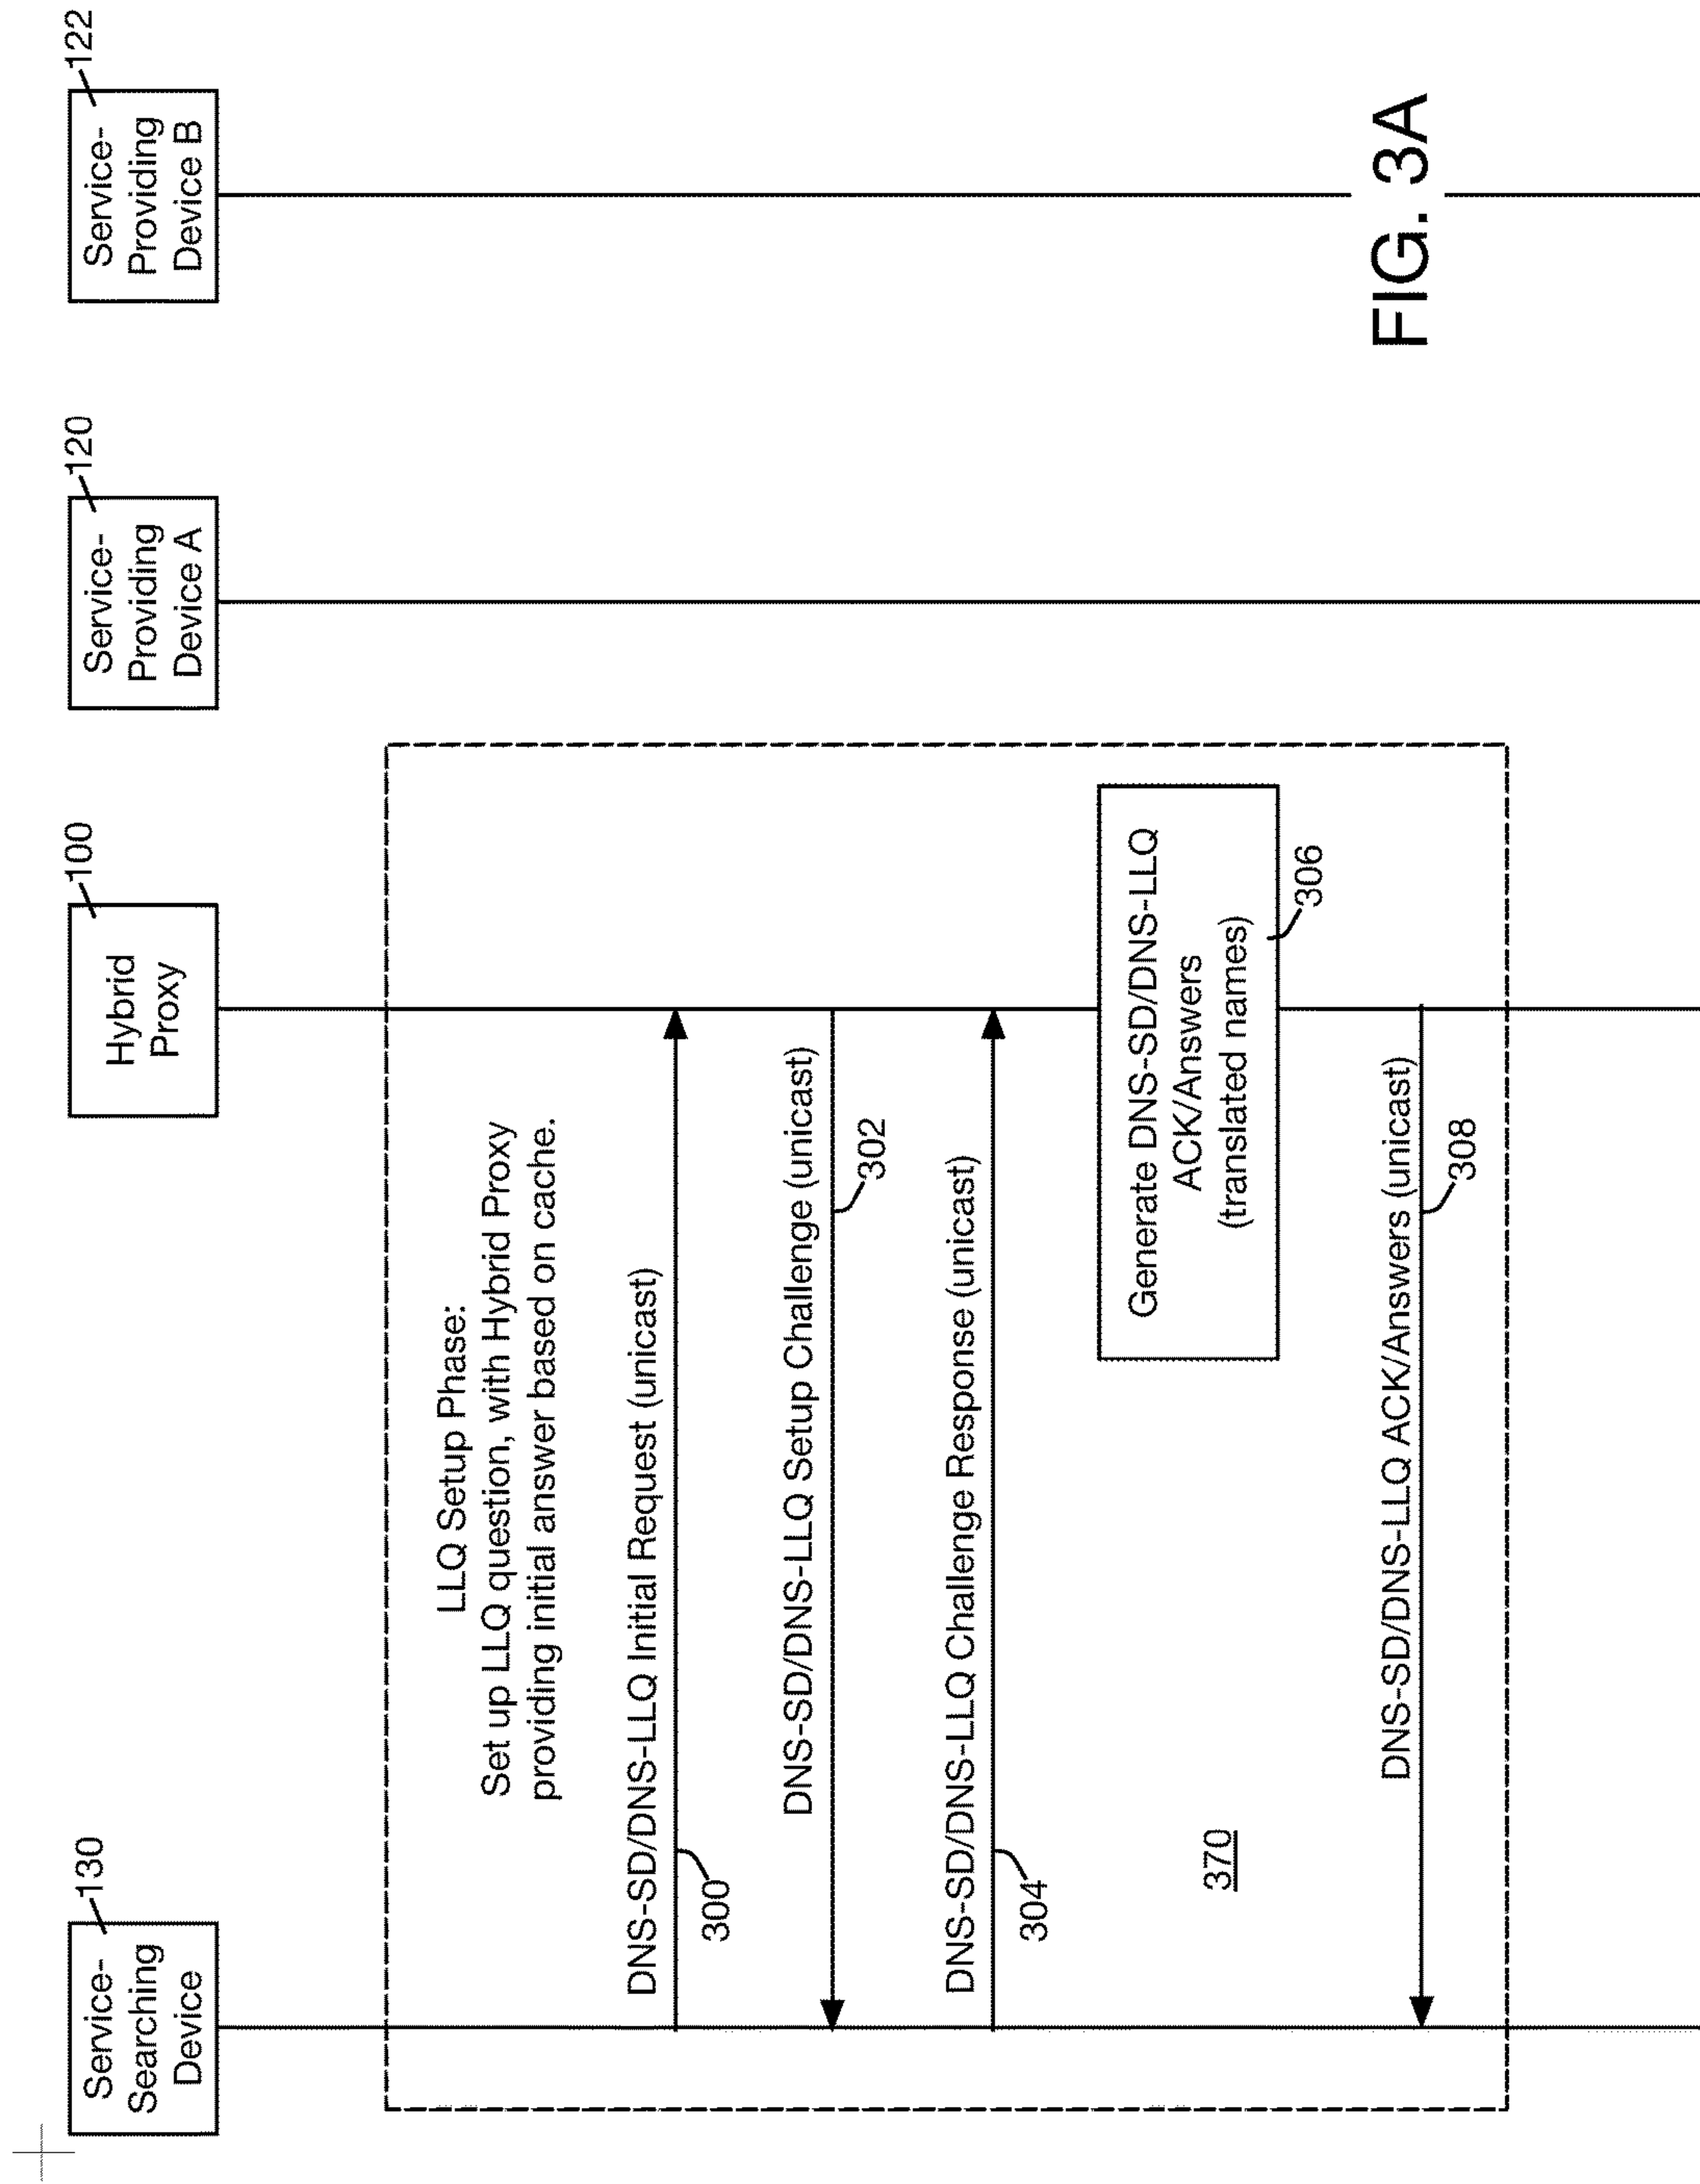 Service-
Searching
Device
130
Hybrid
Proxy
100
Service-
Providing
Device A
120
Service-
Providing
Device B
122
LLQ Setup Phase:
Set up LLQ question, with Hybrid Proxy
providing initial answer based on cache.
DNS-SD/DNS-LLQ Initial Request (unicast)
300
DNS-SD/DNS-LLQ Setup Challenge (unicast)
302
DNS-SD/DNS-LLQ Challenge Response (unicast)
304
Generate DNS-SD/DNS-LLQ
ACK/Answers
(translated names)
306
370
DNS-SD/DNS-LLQ ACK/Answers (unicast)
308
FIG. 3A